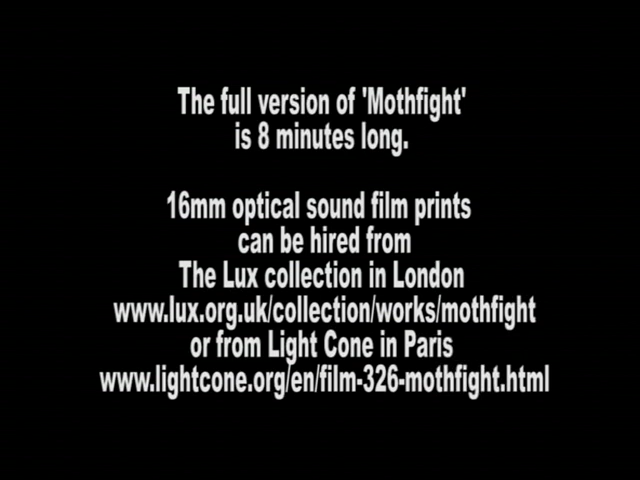 The full version of 'Mothfight'
is 8 minutes long.
16mm optical sound film prints
can be hired from
The Lux collection in London
www.lux.org.uk/collection/works/mothfight
or from Light Cone in Paris
www.lightcone.org/en/film-326-mothfight.html